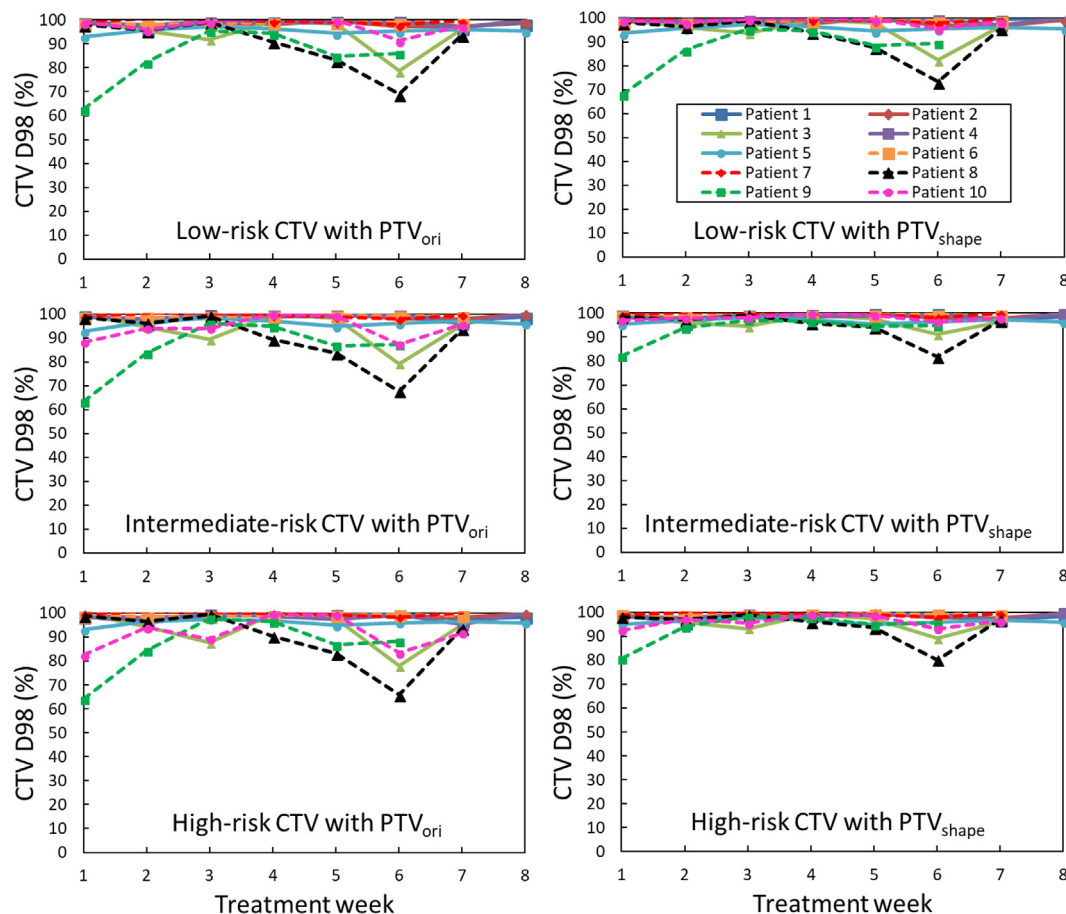 CTV D98 (%)
100
90
80
70
60
50
40
30
20
10
0
Low-risk CTV with PTVori
1 2 3 4 5 6 7 8
CTV D98 (%)
100
90
80
70
60
50
40
30
20
10
0
Patient 1 Patient 2
Patient 3 Patient 4
Patient 5 Patient 6
Patient 7 Patient 8
Patient 9 Patient 10
Low-risk CTV with PTVshape
1 2 3 4 5 6 7 8
CTV D98 (%)
100
90
80
70
60
50
40
30
20
10
0
Intermediate-risk CTV with PTVori
1 2 3 4 5 6 7 8
CTV D98 (%)
100
90
80
70
60
50
40
30
20
10
0
Intermediate-risk CTV with PTVshape
1 2 3 4 5 6 7 8
CTV D98 (%)
100
90
80
70
60
50
40
30
20
10
0
High-risk CTV with PTVori
1 2 3 4 5 6 7 8
Treatment week
CTV D98 (%)
100
90
80
70
60
50
40
30
20
10
0
High-risk CTV with PTVshape
1 2 3 4 5 6 7 8
Treatment week